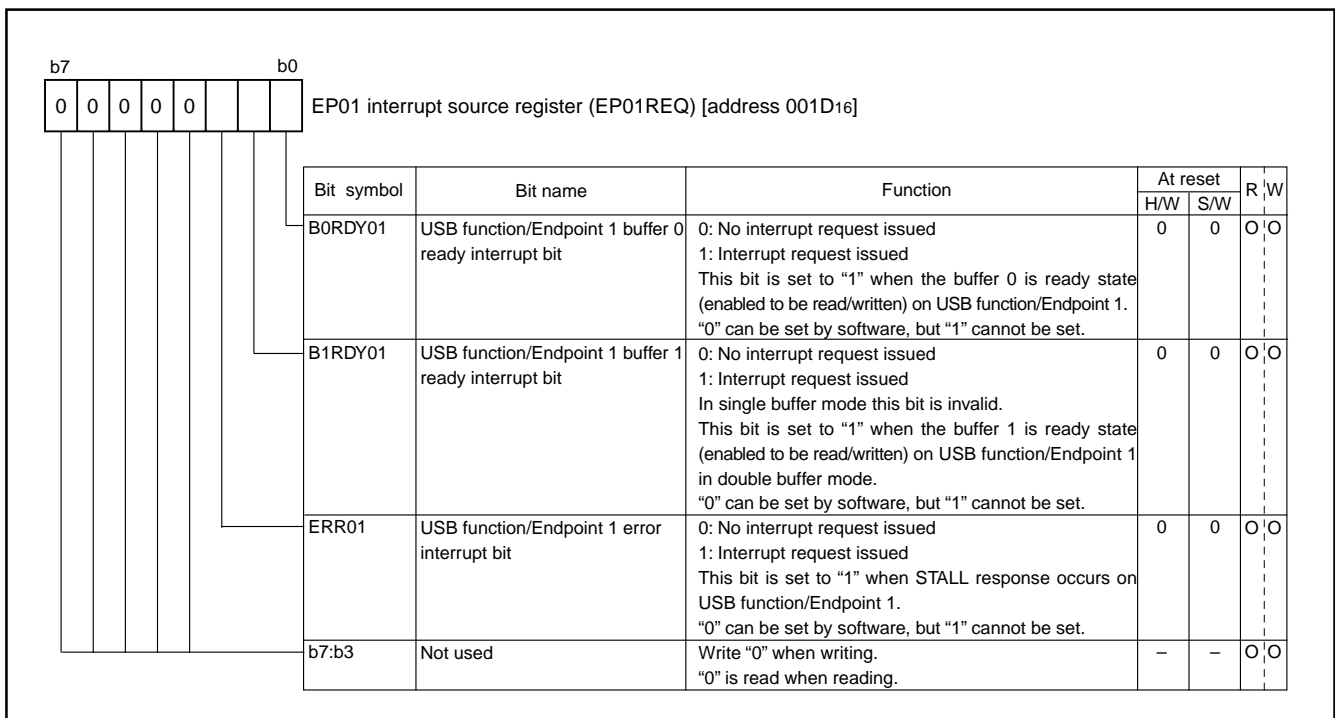 b7 b0
0 0 0 0 0 EP01 interrupt source register (EP01REQ) [address 001D16]
Bit symbol Bit name Function At reset R W
H/W S/W
B0RDY01 USB function/Endpoint 1 buffer 0 0: No interrupt request issued 0 0 O O
ready interrupt bit 1: Interrupt request issued
This bit is set to “1” when the buffer 0 is ready state
(enabled to be read/written) on USB function/Endpoint 1.
“0” can be set by software, but “1” cannot be set.
B1RDY01 USB function/Endpoint 1 buffer 1 0: No interrupt request issued 0 0 O O
ready interrupt bit 1: Interrupt request issued
In single buffer mode this bit is invalid.
This bit is set to “1” when the buffer 1 is ready state
(enabled to be read/written) on USB function/Endpoint 1
in double buffer mode.
“0” can be set by software, but “1” cannot be set.
ERR01 USB function/Endpoint 1 error 0: No interrupt request issued 0 0 O O
interrupt bit 1: Interrupt request issued
This bit is set to “1” when STALL response occurs on
USB function/Endpoint 1.
“0” can be set by software, but “1” cannot be set.
b7:b3 Not used Write “0” when writing. – – O O
“0” is read when reading.